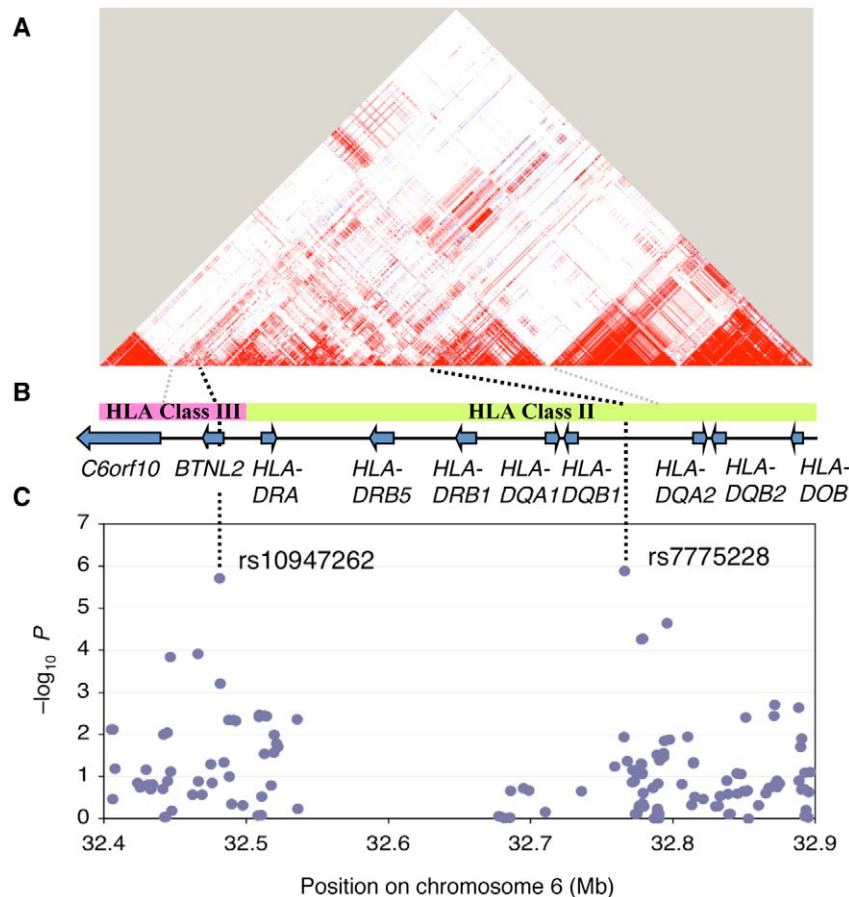 A
B
HLA Class III HLA Class II
C6orf10 BTNL2 HLA- HLA- HLA- HLA- HLA- HLA- HLA- HLA-
DRA DRB5 DRB1 DQA1 DQB1 DQA2 DQB2 DOB
C
7
6
5
4
3
2
1
0
–log10 P
rs10947262 rs7775228
32.4 32.5 32.6 32.7 32.8 32.9
Position on chromosome 6 (Mb)